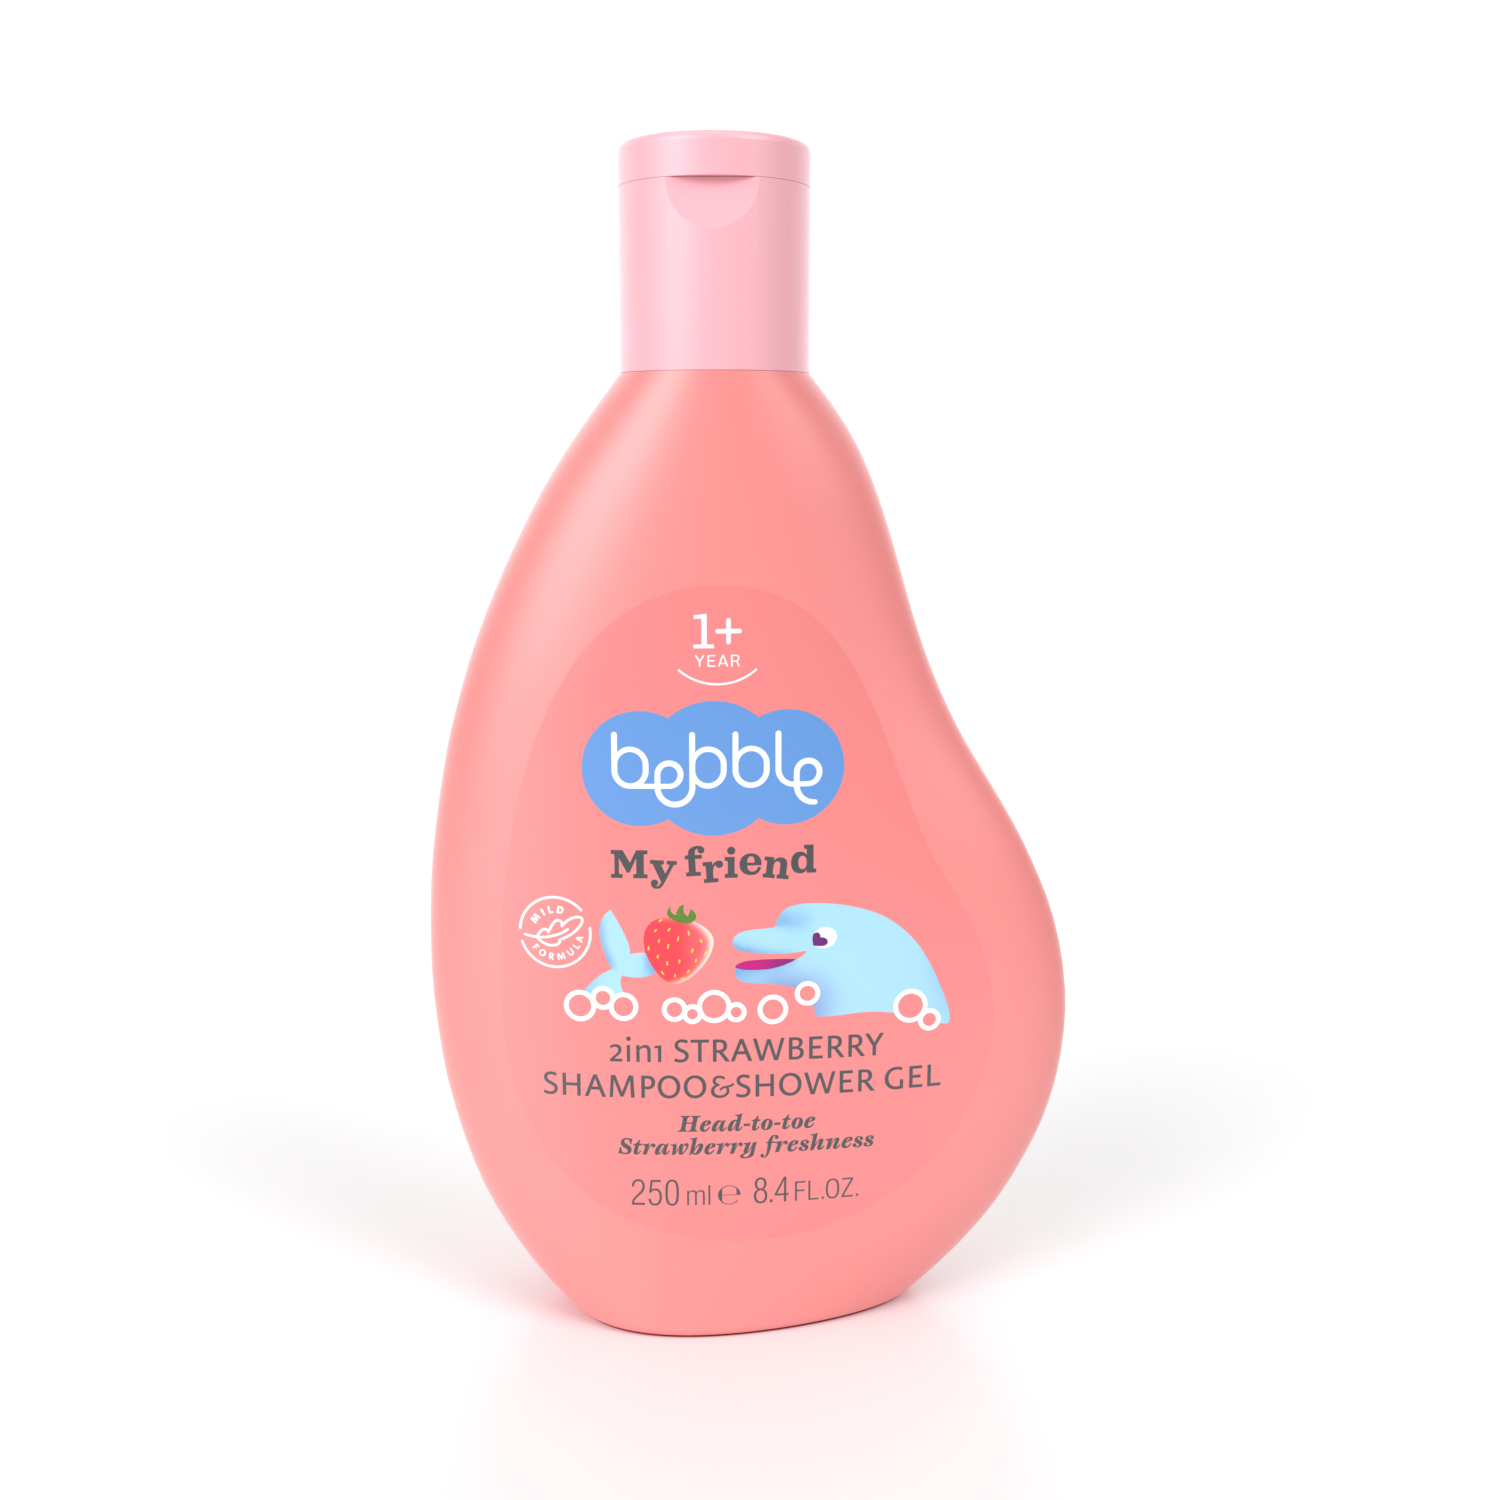 1+
YEAR
bebble
My friend
MILD
FORMULA
2in1 STRAWBERRY
SHAMPOO&SHOWER GEL
Head-to-toe
Strawberry freshness
250 ml ℮ 8.4 FL.OZ.